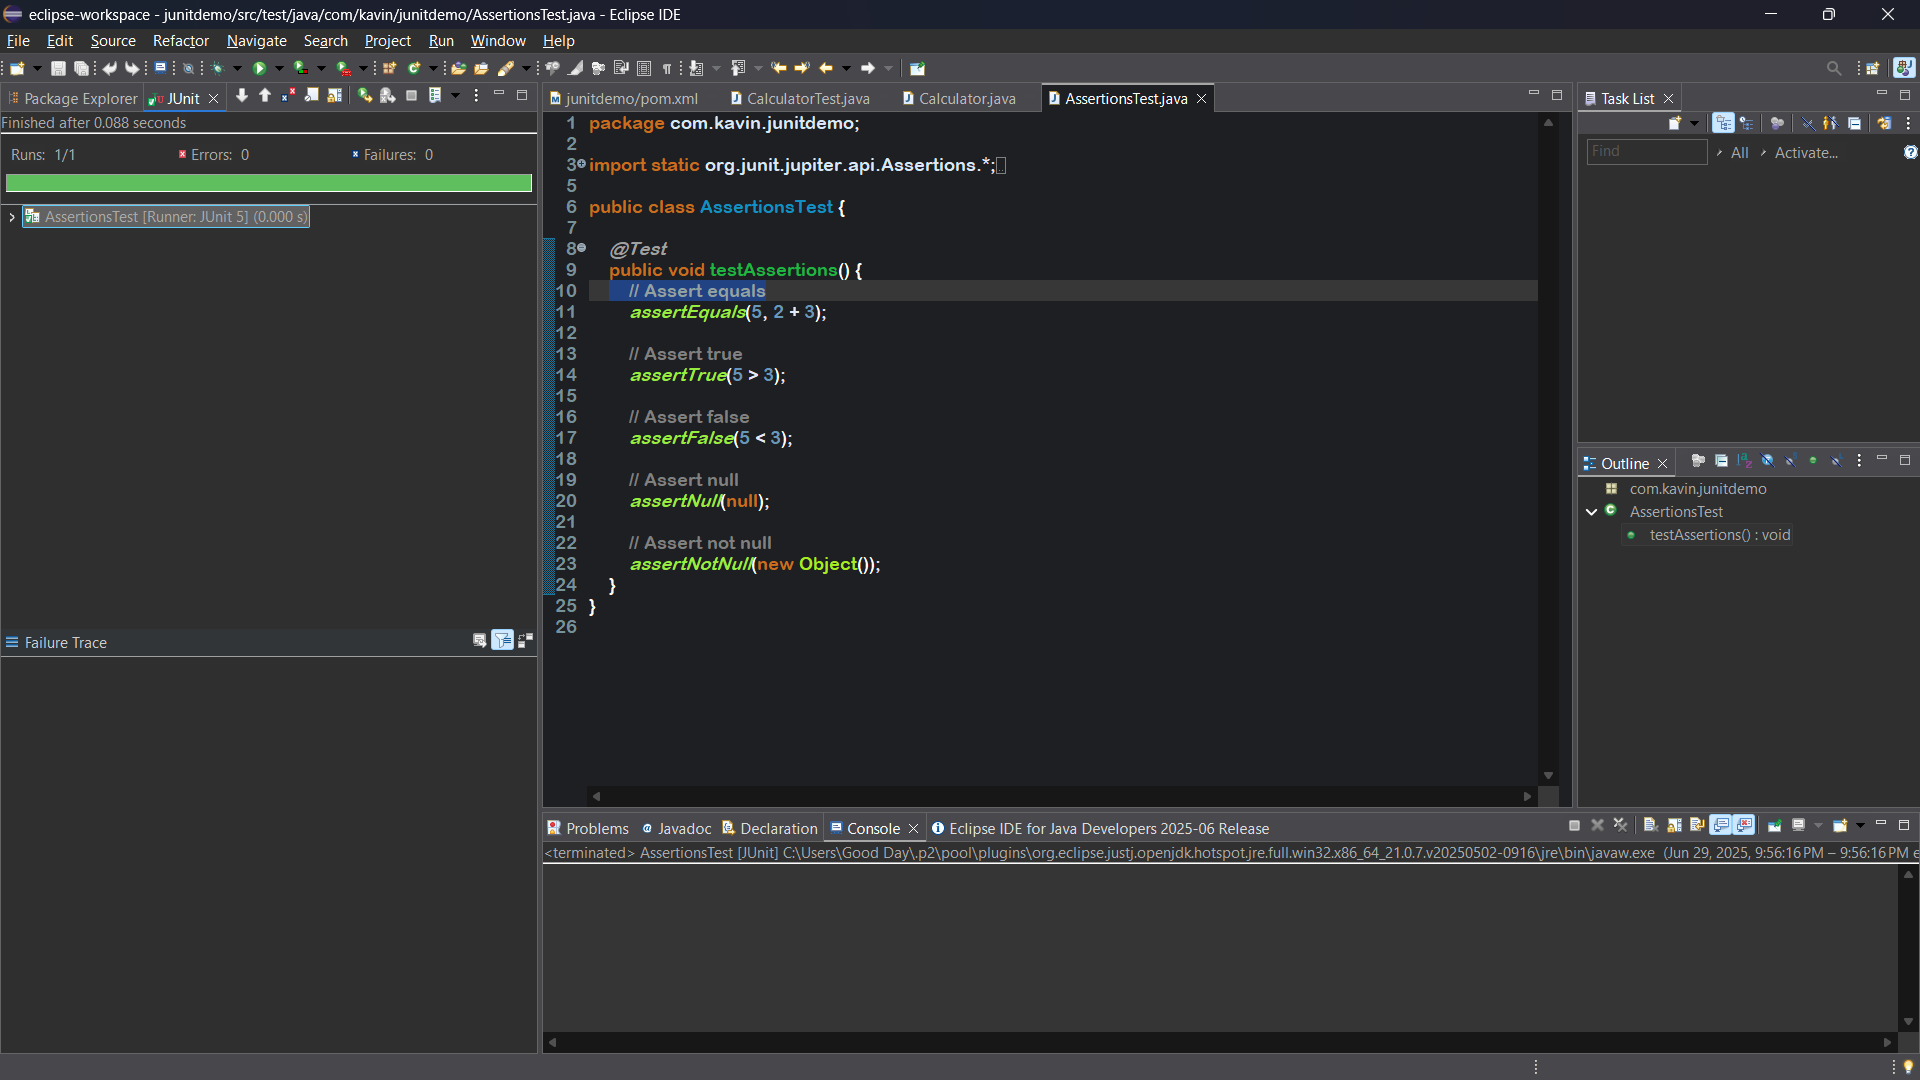 eclipse-workspace - junitdemo/src/test/java/com/kavin/junitdemo/AssertionsTest.java - Eclipse IDE
File Edit Source Refactor Navigate Search Project Run Window Help
Package Explorer JUnit
Finished after 0.088 seconds
Runs: 1/1 Errors: 0 Failures: 0
AssertionsTest [Runner: JUnit 5] (0.000 s)
Failure Trace
junitdemo/pom.xml CalculatorTest.java Calculator.java AssertionsTest.java
1 package com.kavin.junitdemo;
2
3 import static org.junit.jupiter.api.Assertions.*;
5
6 public class AssertionsTest {
7
8 @Test
9 public void testAssertions() {
10 // Assert equals
11 assertEquals(5, 2 + 3);
12
13 // Assert true
14 assertTrue(5 > 3);
15
16 // Assert false
17 assertFalse(5 < 3);
18
19 // Assert null
20 assertNull(null);
21
22 // Assert not null
23 assertNotNull(new Object());
24 }
25 }
26
Task List
Find All Activate...
Outline
com.kavin.junitdemo
AssertionsTest
testAssertions() : void
Problems Javadoc Declaration Console Eclipse IDE for Java Developers 2025-06 Release
<terminated> AssertionsTest [JUnit] C:\Users\Good Day\.p2\pool\plugins\org.eclipse.justj.openjdk.hotspot.jre.full.win32.x86_64_21.0.7.v20250502-0916\jre\bin\javaw.exe (Jun 29, 2025, 9:56:16 PM – 9:56:16 PM e